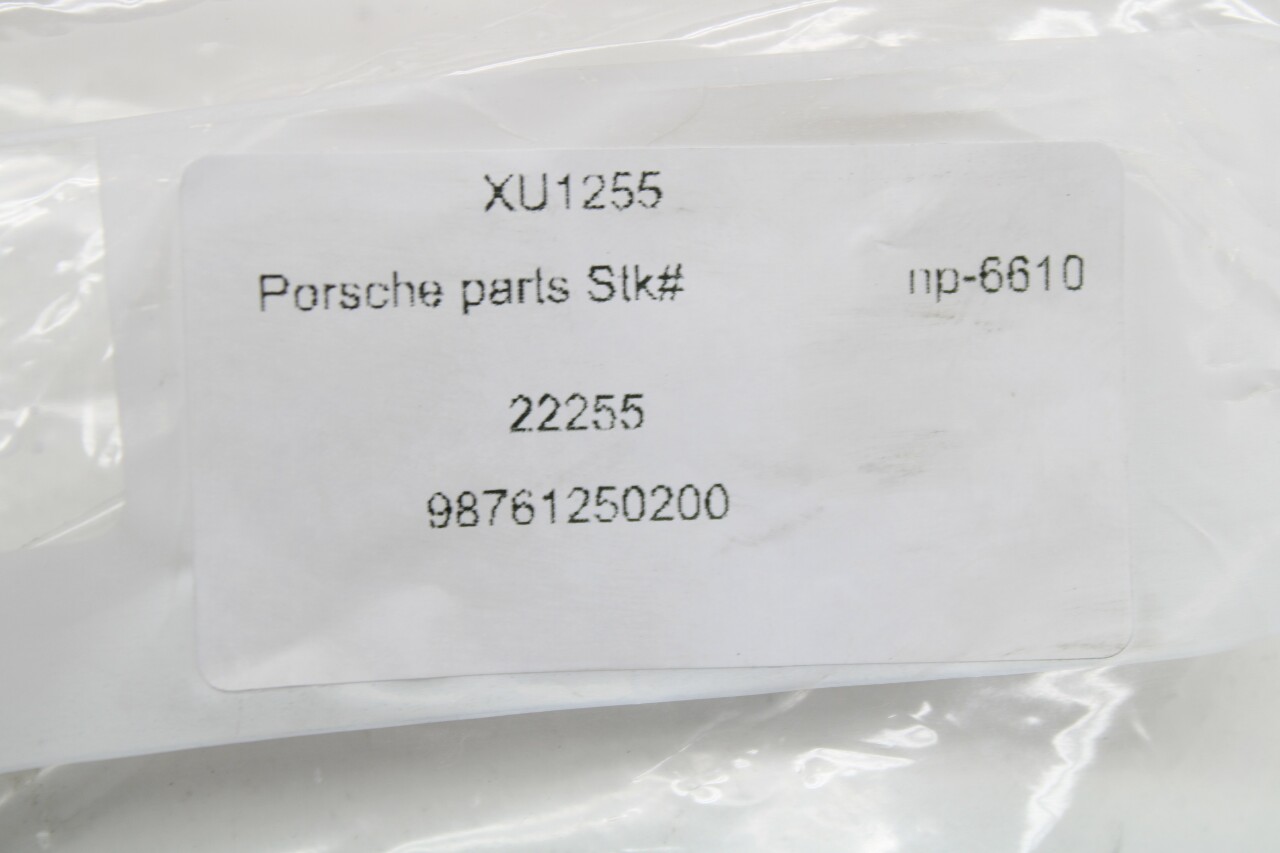 XU1255
Porsche parts Stk# np-6610
22255
98761250200